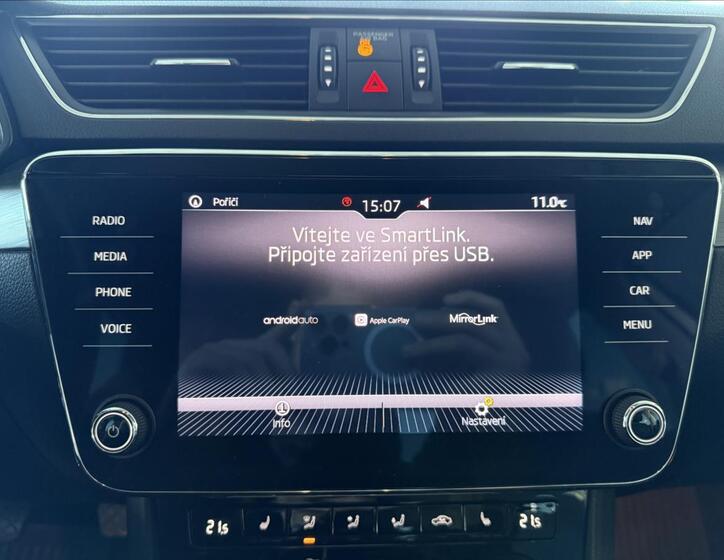 PASSENGER
AIR BAG
Poříčí
15:07
11.0°C
RADIO
MEDIA
PHONE
VOICE
Vítejte ve SmartLink.
Připojte zařízení přes USB.
androidauto
Apple CarPlay
MirrorLink
NAV
APP
CAR
MENU
Info
Nastavení
21.5
21.5